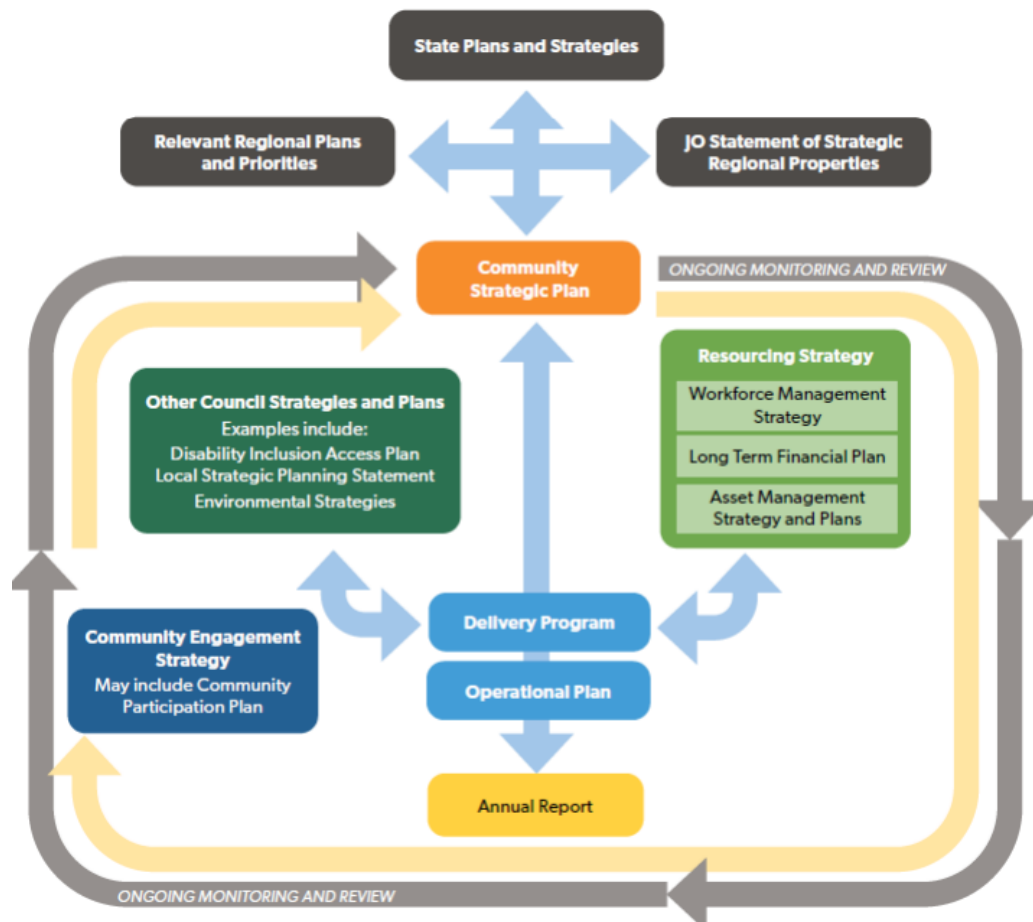 State Plans and Strategies
Relevant Regional Plans
and Priorities
JO Statement of Strategic
Regional Properties
Community
Strategic Plan
ONGOING MONITORING AND REVIEW
Resourcing Strategy
Workforce Management
Strategy
Long Term Financial Plan
Asset Management
Strategy and Plans
Other Council Strategies and Plans
Examples include:
Disability Inclusion Access Plan
Local Strategic Planning Statement
Environmental Strategies
Community Engagement
Strategy
May include Community
Participation Plan
Delivery Program
Operational Plan
Annual Report
ONGOING MONITORING AND REVIEW